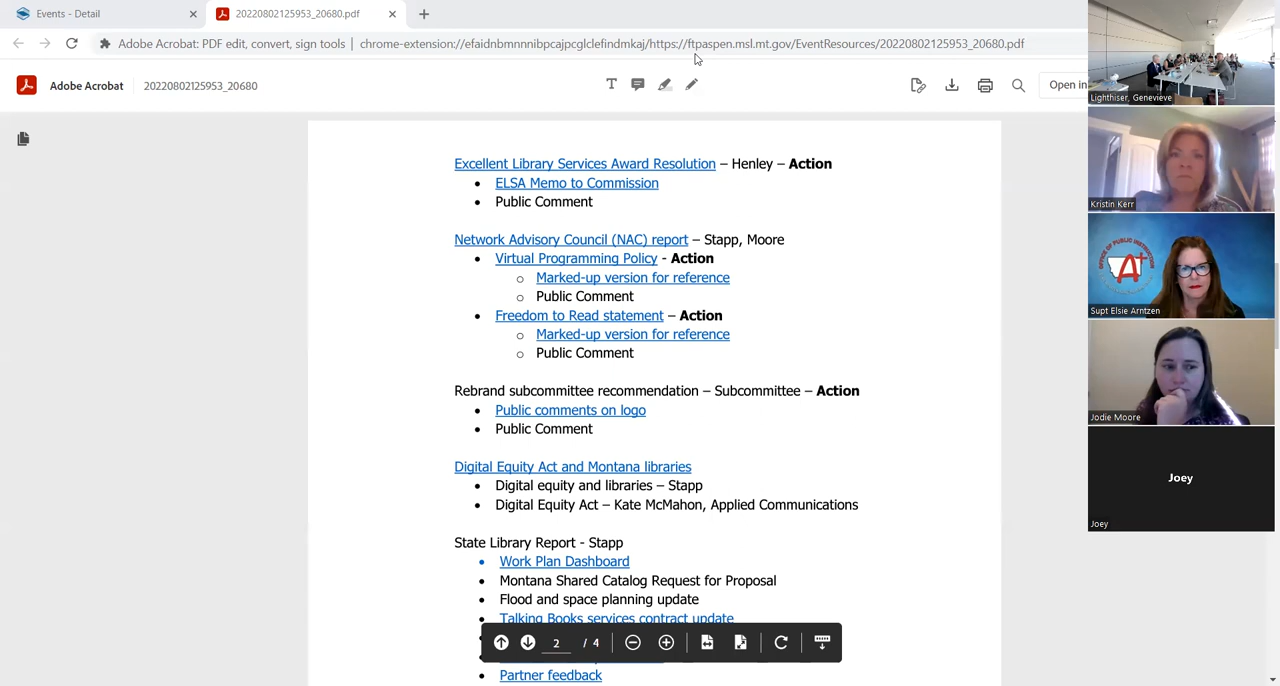 Events - Detail
20220802125953_20680.pdf
Adobe Acrobat: PDF edit, convert, sign tools | chrome-extension://efaidnbmnnnibpcajpcglclefindmkaj/https://ftpaspen.msl.mt.gov/EventResources/20220802125953_20680.pdf
Adobe Acrobat
20220802125953_20680
Open in
Excellent Library Services Award Resolution – Henley – Action
• ELSA Memo to Commission
• Public Comment
Network Advisory Council (NAC) report – Stapp, Moore
• Virtual Programming Policy - Action
o Marked-up version for reference
o Public Comment
• Freedom to Read statement – Action
o Marked-up version for reference
o Public Comment
Rebrand subcommittee recommendation – Subcommittee – Action
• Public comments on logo
• Public Comment
Digital Equity Act and Montana libraries
• Digital equity and libraries – Stapp
• Digital Equity Act – Kate McMahon, Applied Communications
State Library Report - Stapp
• Work Plan Dashboard
• Montana Shared Catalog Request for Proposal
• Flood and space planning update
• Talking Books services contract update
2 / 4
• Partner feedback
Lighthiser, Genevieve
Kristin Kerr
OFFICE OF PUBLIC INSTRUCTION
A+
Supt Elsie Arntzen
Jodie Moore
Joey
Joey